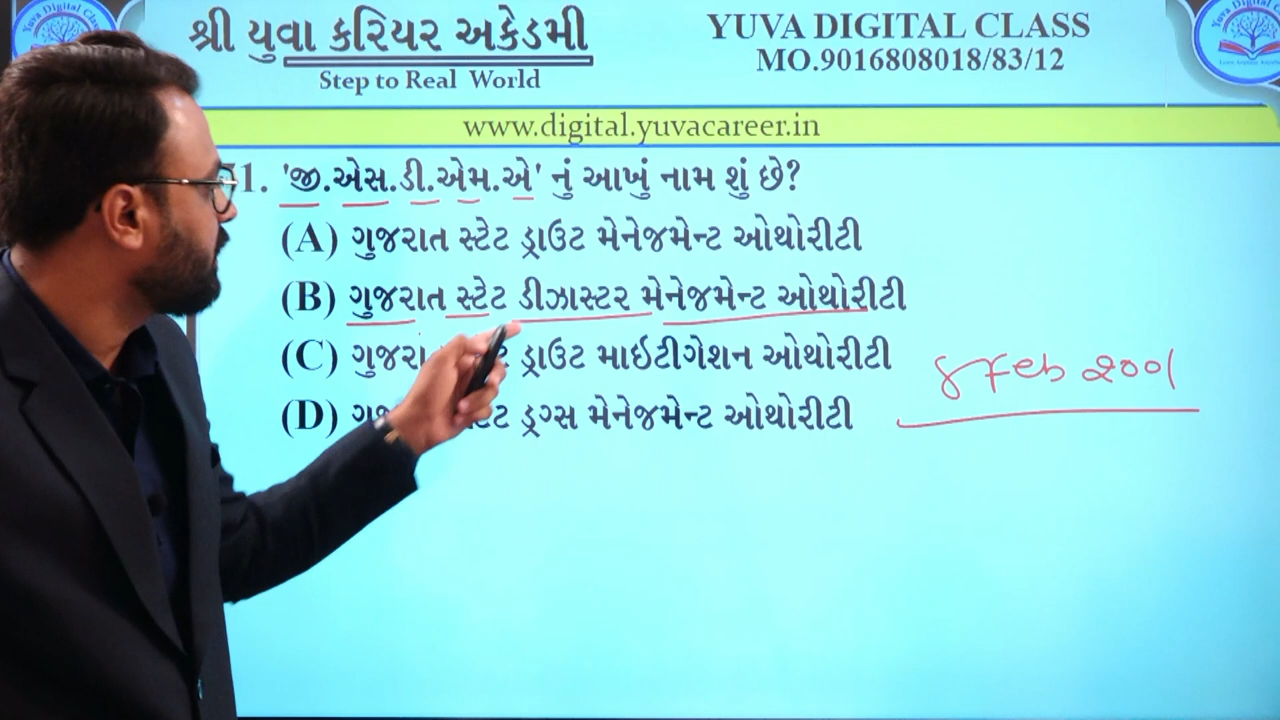 શ્રી યુવા કરિયર અકેડમી
Step to Real World
YUVA DIGITAL CLASS
MO.9016808018/83/12
www.digital.yuvacareer.in
1. 'જી.એસ.ડી.એમ.એ' નું આખું નામ શું છે?
(A) ગુજરાત સ્ટેટ ડ્રાઉટ મેનેજમેન્ટ ઓથોરીટી
(B) ગુજરાત સ્ટેટ ડીઝાસ્ટર મેનેજમેન્ટ ઓથોરીટી
(C) ડ્રાઉટ માઇટીગેશન ઓથોરીટી
8 Feb 2001
(D) ડ્રગ્સ મેનેજમેન્ટ ઓથોરીટી